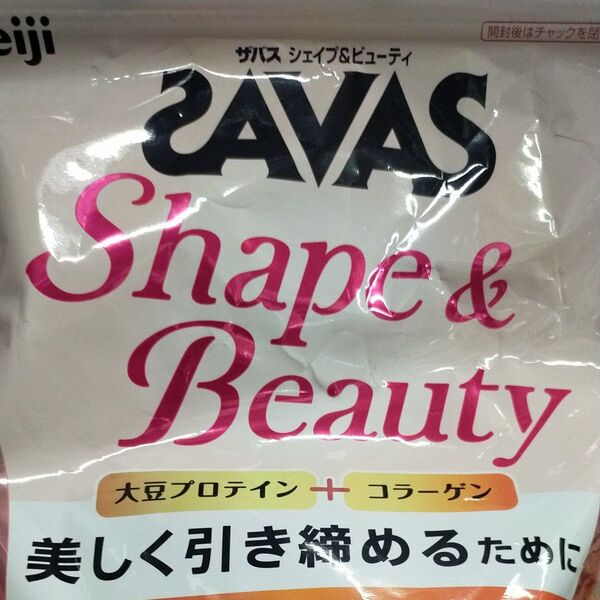 meiji
開封後はチャックを閉
ザバス シェイプ&ビューティ
SAVAS
Shape &
Beauty
大豆プロテイン + コラーゲン
美しく引き締めるために